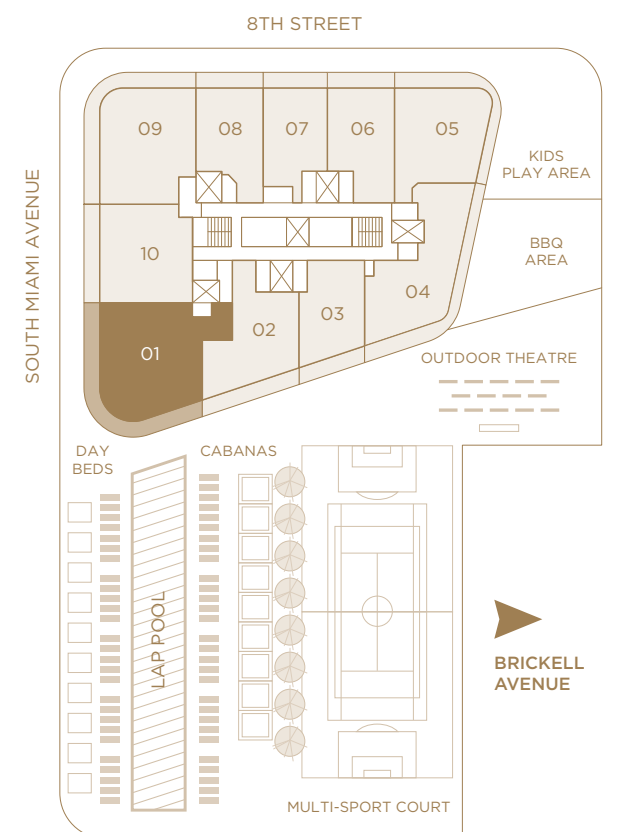 8TH STREET
SOUTH MIAMI AVENUE
09
08
07
06
05
KIDS
PLAY AREA
10
BBQ
AREA
04
03
02
01
OUTDOOR THEATRE
DAY
BEDS
CABANAS
LAP POOL
BRICKELL
AVENUE
MULTI-SPORT COURT